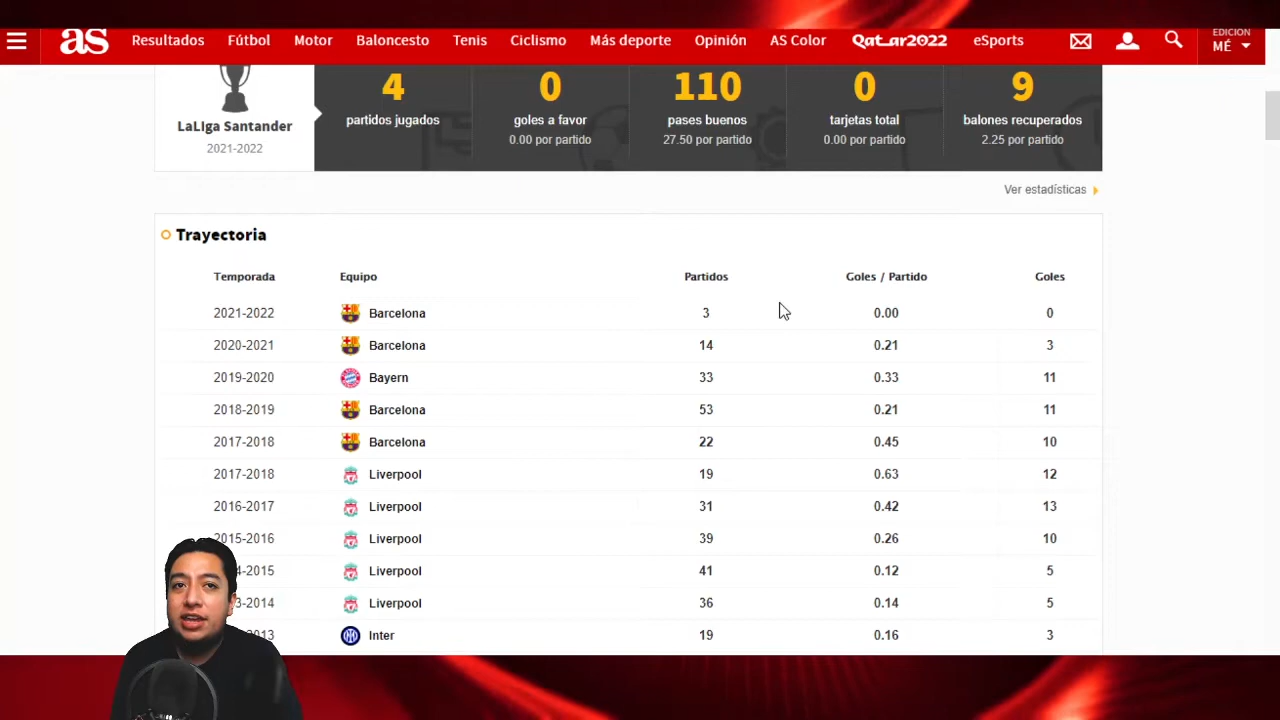 as Resultados Fútbol Motor Baloncesto Tenis Ciclismo Más deporte Opinión AS Color Qatar2022 eSports EDICIÓN
MÉ
4 0 110 0 9
LaLiga Santander partidos jugados goles a favor pases buenos tarjetas total balones recuperados
2021-2022 0.00 por partido 27.50 por partido 0.00 por partido 2.25 por partido
Ver estadísticas
Trayectoria
Temporada Equipo Partidos Goles / Partido Goles
2021-2022 Barcelona 3 0.00 0
2020-2021 Barcelona 14 0.21 3
2019-2020 Bayern 33 0.33 11
2018-2019 Barcelona 53 0.21 11
2017-2018 Barcelona 22 0.45 10
2017-2018 Liverpool 19 0.63 12
2016-2017 Liverpool 31 0.42 13
2015-2016 Liverpool 39 0.26 10
4-2015 Liverpool 41 0.12 5
3-2014 Liverpool 36 0.14 5
2013 Inter 19 0.16 3